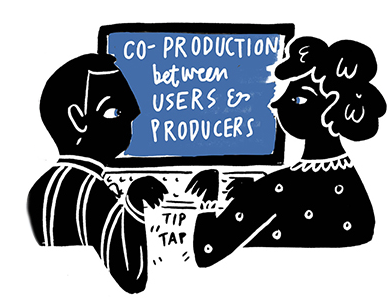 CO-PRODUCTION
between
USERS &
PRODUCERS
TIP
TAP